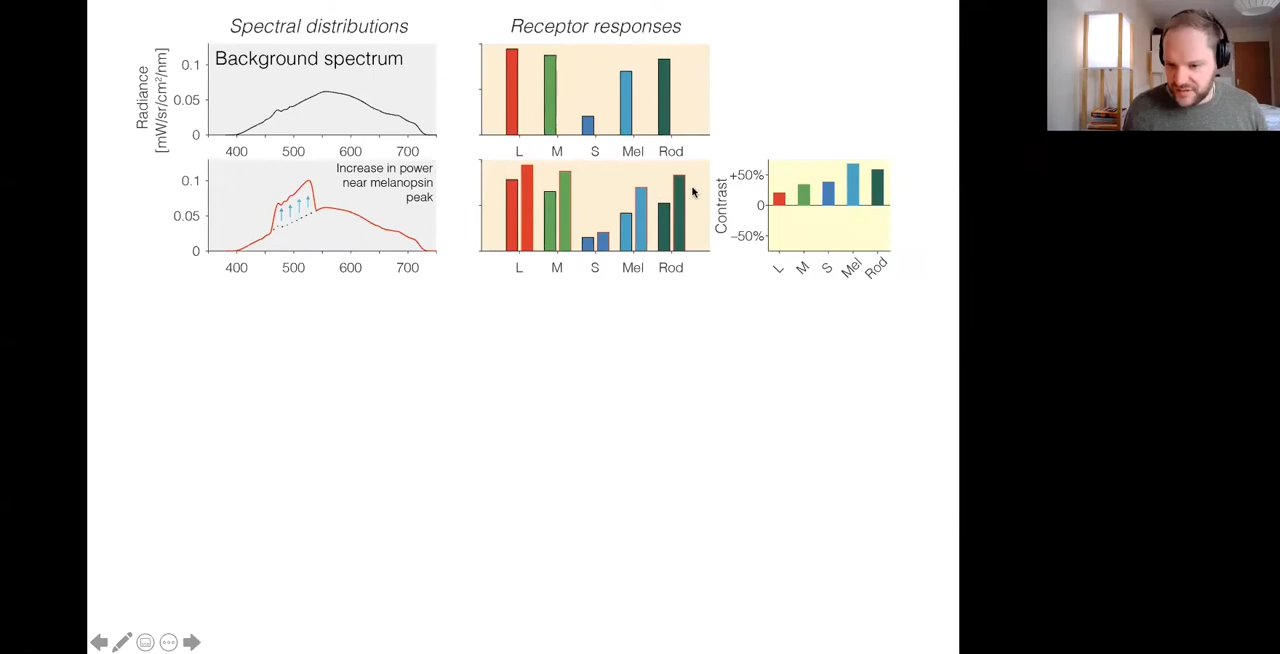 Spectral distributions
Receptor responses
Radiance
[mW/sr/cm²/nm]
0.1
0.05
0
Background spectrum
400 500 600 700
L M S Mel Rod
0.1
0.05
0
Increase in power
near melanopsin
peak
400 500 600 700
L M S Mel Rod
Contrast
+50%
0
−50%
L M S Mel Rod